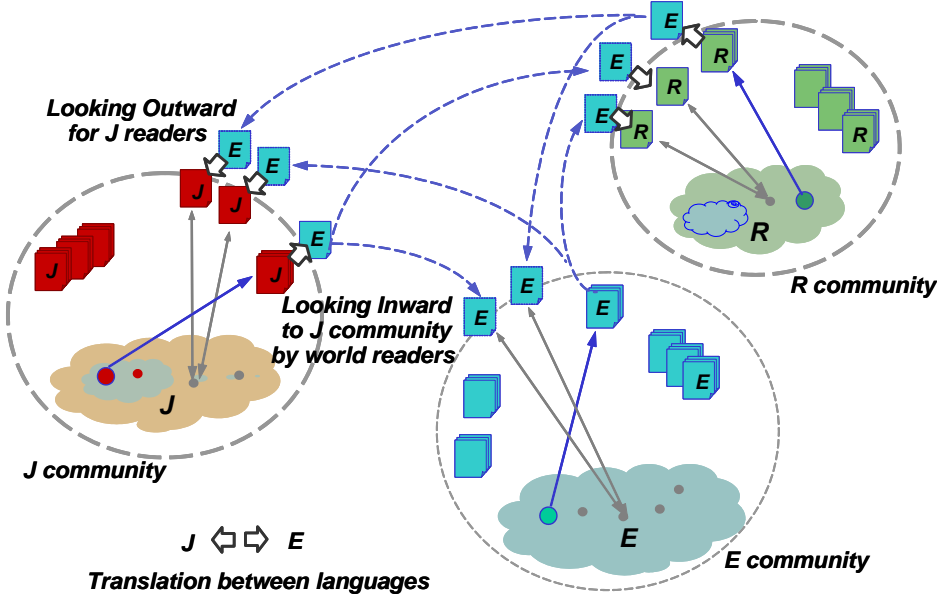 E
R
E
R
E
R
R
R
R community
Looking Outward
for J readers
E
E
J
J
J
J
E
Looking Inward
to J community
by world readers
J
J community
E
E
E
E
E
E community
J E
Translation between languages